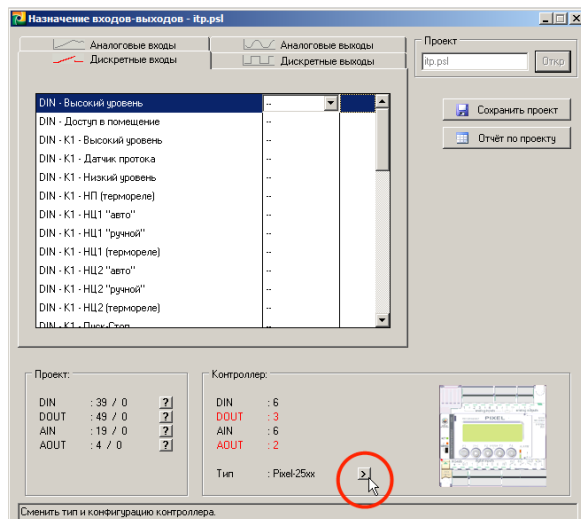 Назначение входов-выходов - itp.psl
Аналоговые входы
Аналоговые выходы
Дискретные входы
Дискретные выходы
Проект
itp.psl
Откр
Сохранить проект
Отчёт по проекту
DIN - Высокий уровень --
DIN - Доступ в помещение --
DIN - К1 - Высокий уровень --
DIN - К1 - Датчик протока --
DIN - К1 - Низкий уровень --
DIN - К1 - НП (термореле) --
DIN - К1 - НЦ1 "авто" --
DIN - К1 - НЦ1 "ручной" --
DIN - К1 - НЦ1 (термореле) --
DIN - К1 - НЦ2 "авто" --
DIN - К1 - НЦ2 "ручной" --
DIN - К1 - НЦ2 (термореле) --
DIN - К1 - Пуск-Стоп --
Проект:
DIN : 39 / 0 ?
DOUT : 49 / 0 ?
AIN : 19 / 0 ?
AOUT : 4 / 0 ?
Контроллер:
DIN : 6
DOUT : 3
AIN : 6
AOUT : 2
Тип : Pixel-25xx >
PIXEL
Сменить тип и конфигурацию контроллера.